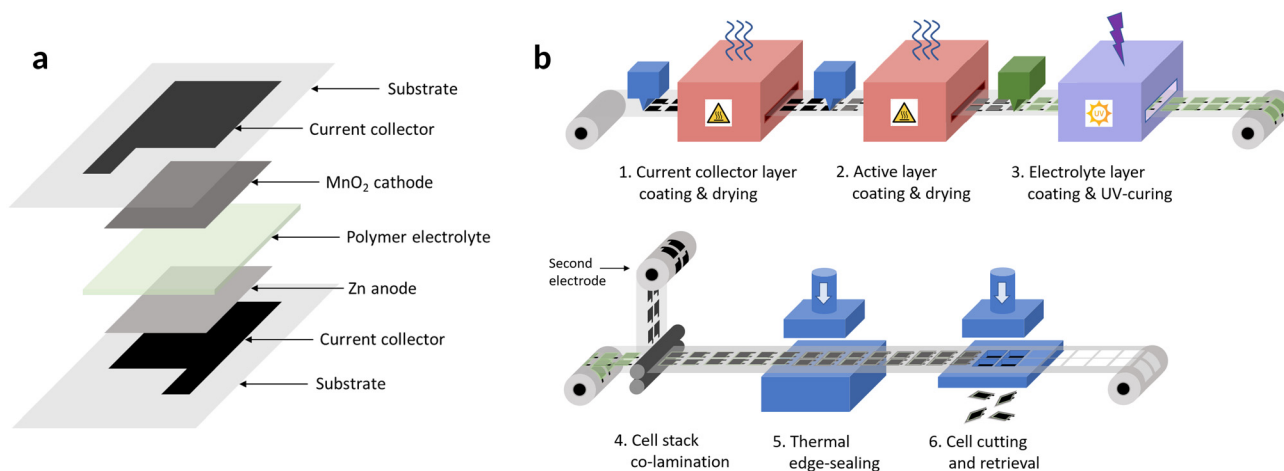 a
Substrate
Current collector
MnO₂ cathode
Polymer electrolyte
Zn anode
Current collector
Substrate
b
UV
1. Current collector layer
coating & drying
2. Active layer
coating & drying
3. Electrolyte layer
coating & UV-curing
Second
electrode
4. Cell stack
co-lamination
5. Thermal
edge-sealing
6. Cell cutting
and retrieval